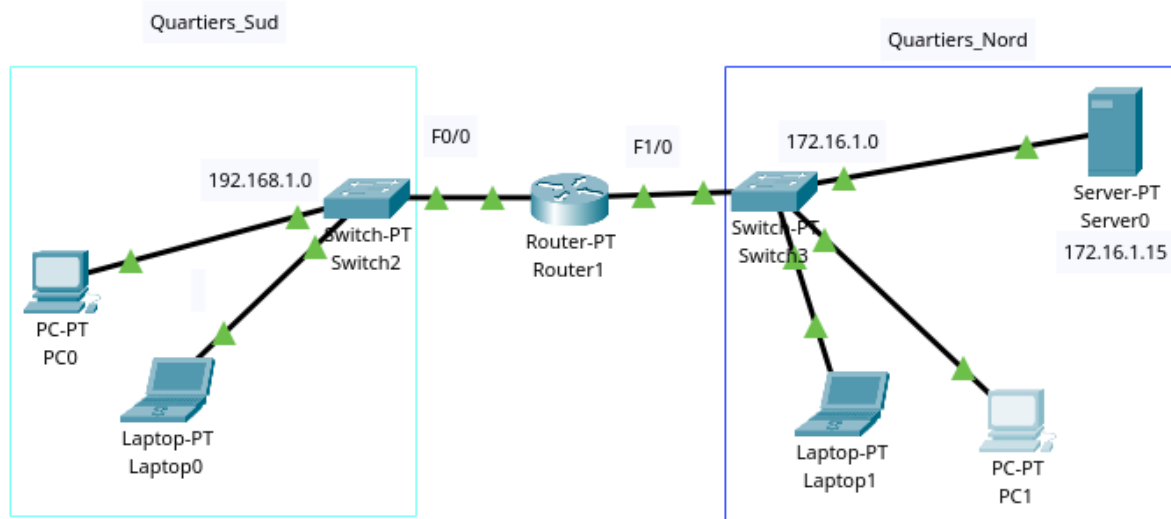 Quartiers_Sud
Quartiers_Nord
F0/0
F1/0
172.16.1.0
192.168.1.0
Switch-PT
Switch2
Router-PT
Router1
Switch-PT
Switch3
Server-PT
Server0
172.16.1.15
PC-PT
PC0
Laptop-PT
Laptop0
Laptop-PT
Laptop1
PC-PT
PC1